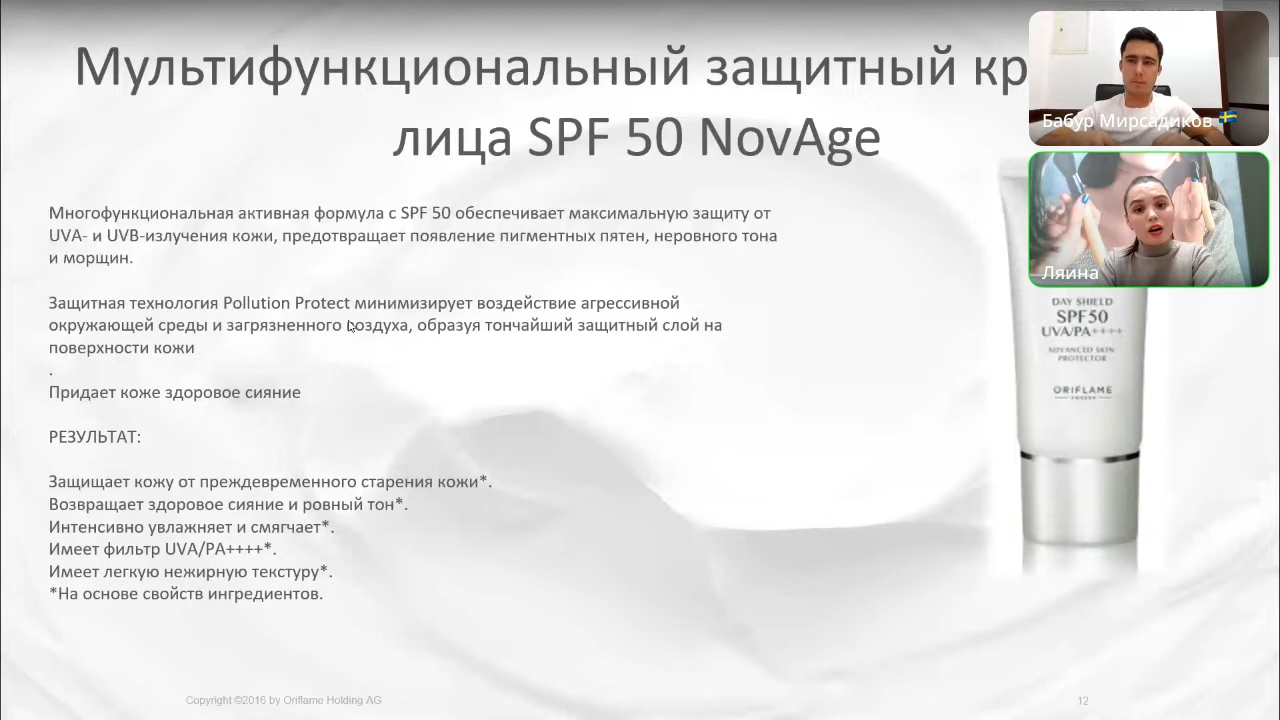 Мультифункциональный защитный кр
лица SPF 50 NovAge
Бабур Мирсадиков 🇸🇪
Ляина
Многофункциональная активная формула с SPF 50 обеспечивает максимальную защиту от
UVA- и UVB-излучения кожи, предотвращает появление пигментных пятен, неровного тона
и морщин.
Защитная технология Pollution Protect минимизирует воздействие агрессивной
окружающей среды и загрязненного воздуха, образуя тончайший защитный слой на
поверхности кожи
.
Придает коже здоровое сияние
РЕЗУЛЬТАТ:
Защищает кожу от преждевременного старения кожи*.
Возвращает здоровое сияние и ровный тон*.
Интенсивно увлажняет и смягчает*.
Имеет фильтр UVA/PA++++*.
Имеет легкую нежирную текстуру*.
*На основе свойств ингредиентов.
DAY SHIELD
SPF50
UVA/PA++++
ADVANCED SKIN
PROTECTOR
ORIFLAME
SWEDEN
Copyright ©2016 by Oriflame Holding AG
12